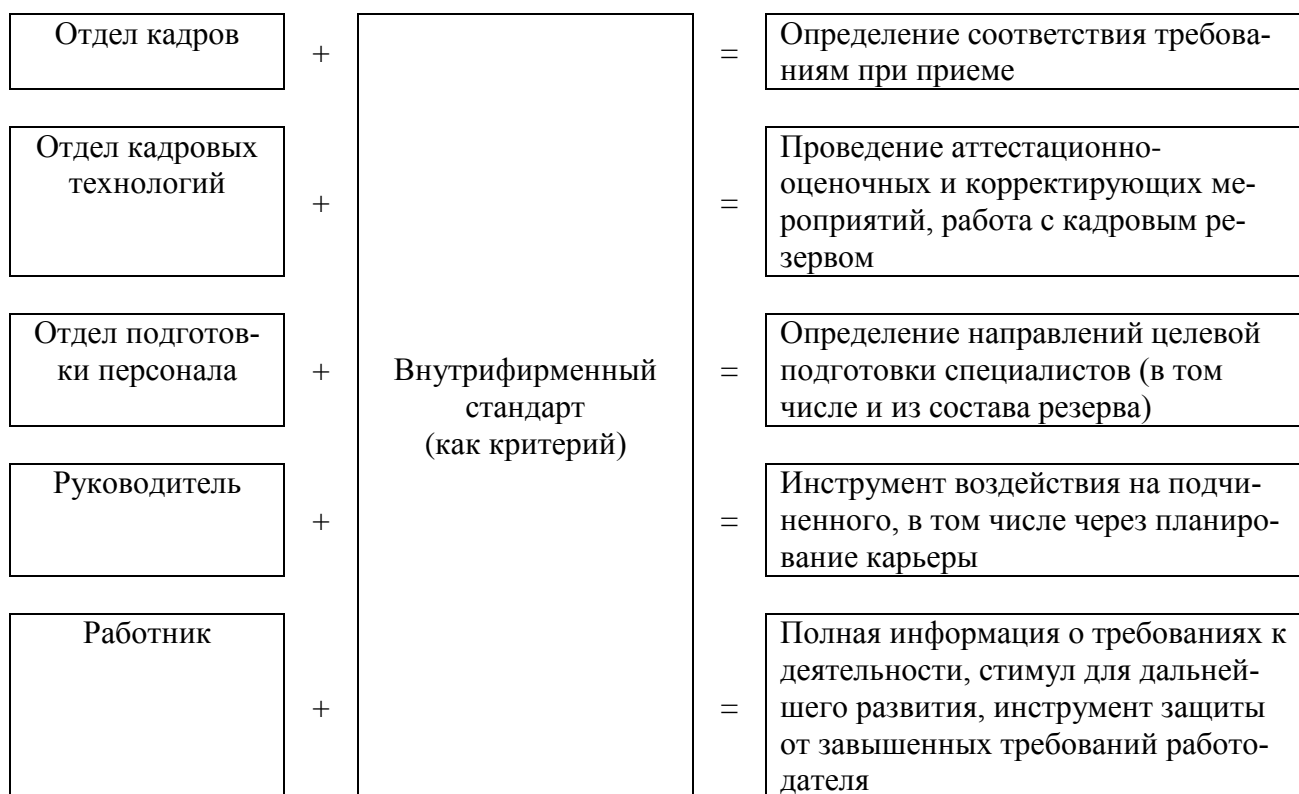 Отдел кадров
+
=
Определение соответствия требова-
ниям при приеме
Отдел кадровых
технологий
+
=
Проведение аттестационно-
оценочных и корректирующих ме-
роприятий, работа с кадровым ре-
зервом
Отдел подготов-
ки персонала
+
Внутрифирменный
стандарт
(как критерий)
=
Определение направлений целевой
подготовки специалистов (в том
числе и из состава резерва)
Руководитель
+
=
Инструмент воздействия на подчи-
ненного, в том числе через планиро-
вание карьеры
Работник
+
=
Полная информация о требованиях к
деятельности, стимул для дальней-
шего развития, инструмент защиты
от завышенных требований работо-
дателя